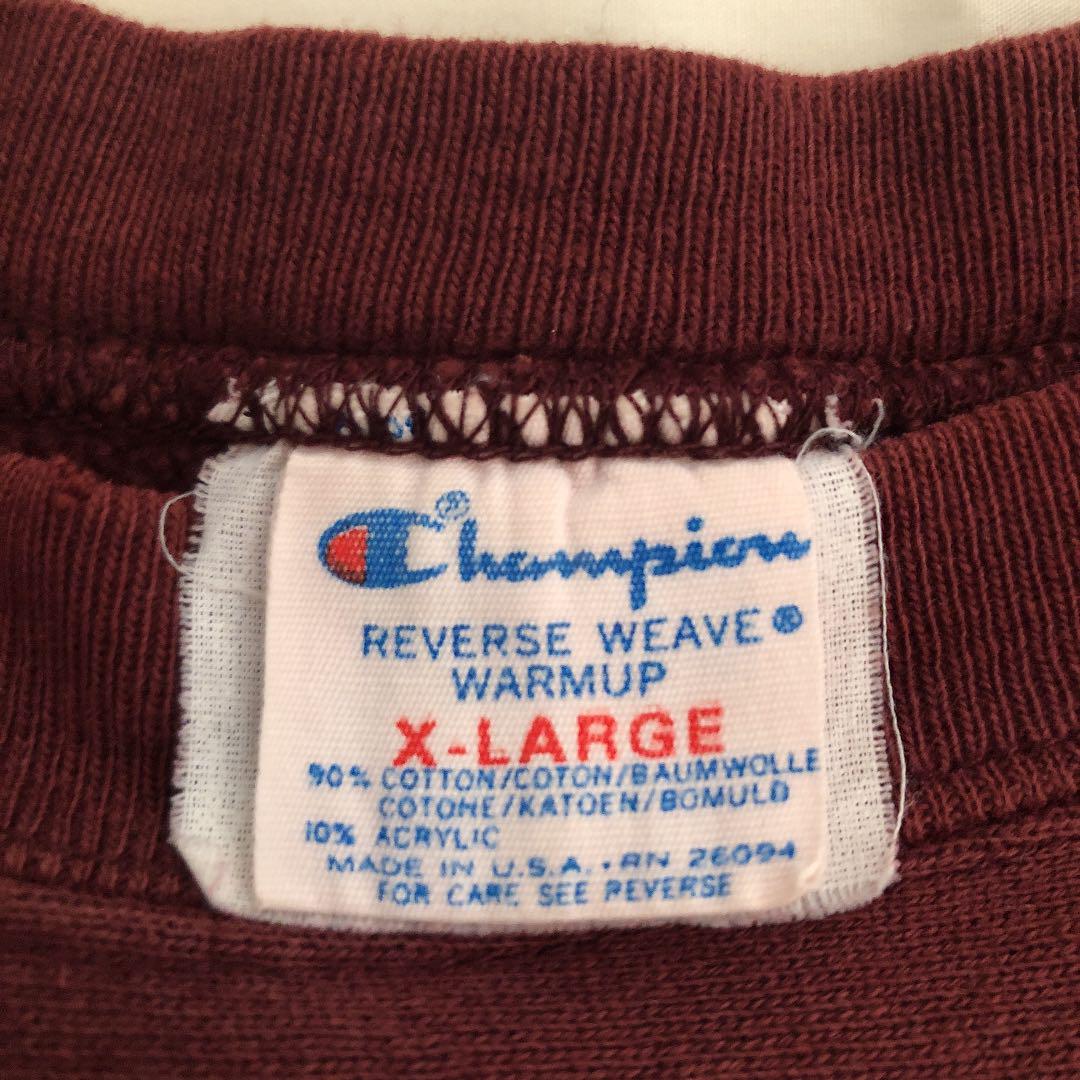 Champion®
REVERSE WEAVE®
WARMUP
X-LARGE
90% COTTON/COTON/BAUMWOLLE
COTONE/KATOEN/BOMULD
10% ACRYLIC
MADE IN U.S.A. • RN 26094
FOR CARE SEE REVERSE